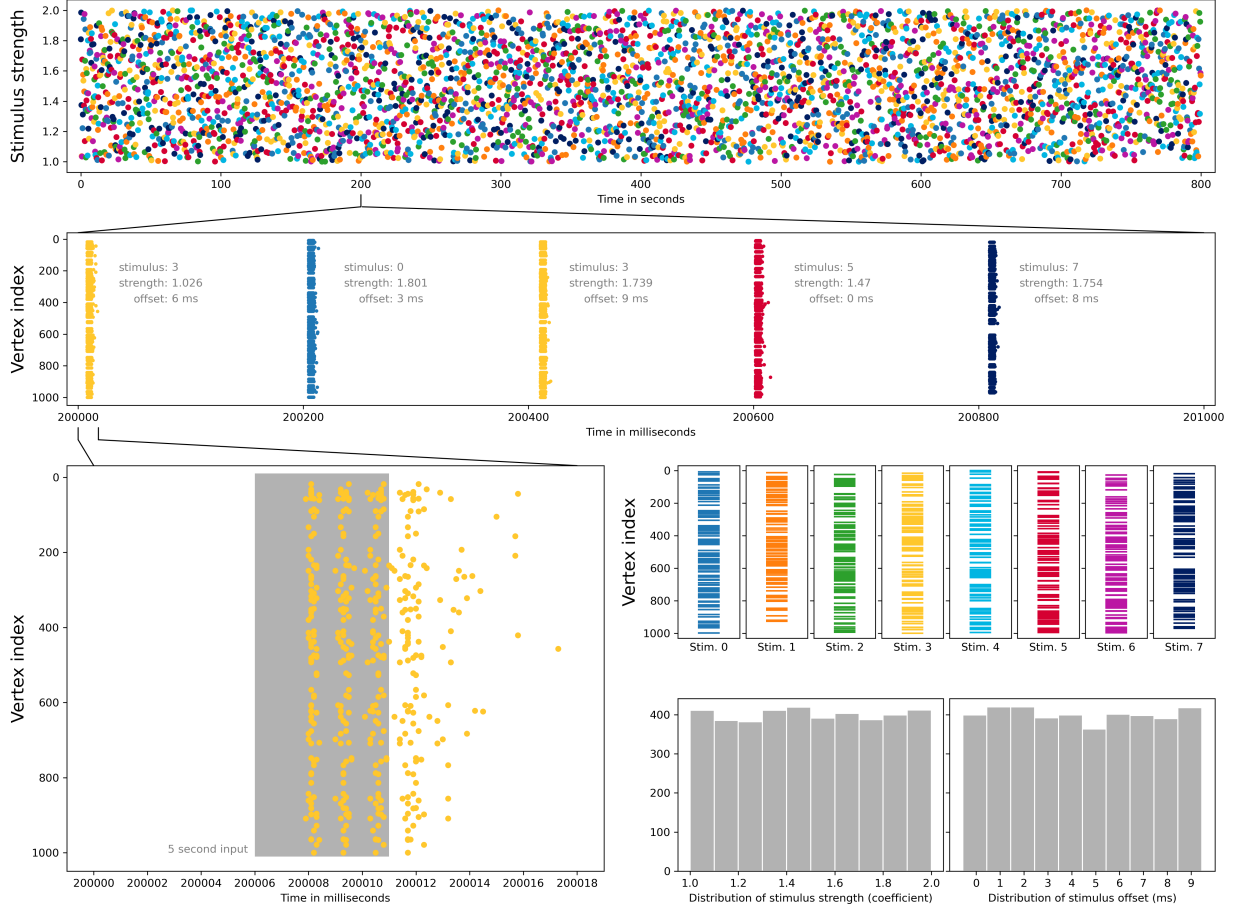 Stimulus strength
2.0
1.8
1.6
1.4
1.2
1.0
0 100 200 300 400 500 600 700 800
Time in seconds
Vertex index
0
200
400
600
800
1000
stimulus: 3
strength: 1.026
offset: 6 ms
stimulus: 0
strength: 1.801
offset: 3 ms
stimulus: 3
strength: 1.739
offset: 9 ms
stimulus: 5
strength: 1.47
offset: 0 ms
stimulus: 7
strength: 1.754
offset: 8 ms
200000 200200 200400 200600 200800 201000
Time in milliseconds
Vertex index
0
200
400
600
800
1000
5 second input
200000 200002 200004 200006 200008 200010 200012 200014 200016 200018
Time in milliseconds
Vertex index
0
200
400
600
800
1000
Stim. 0 Stim. 1 Stim. 2 Stim. 3 Stim. 4 Stim. 5 Stim. 6 Stim. 7
400
300
200
100
0
1.0 1.2 1.4 1.6 1.8 2.0
Distribution of stimulus strength (coefficient)
0 1 2 3 4 5 6 7 8 9
Distribution of stimulus offset (ms)